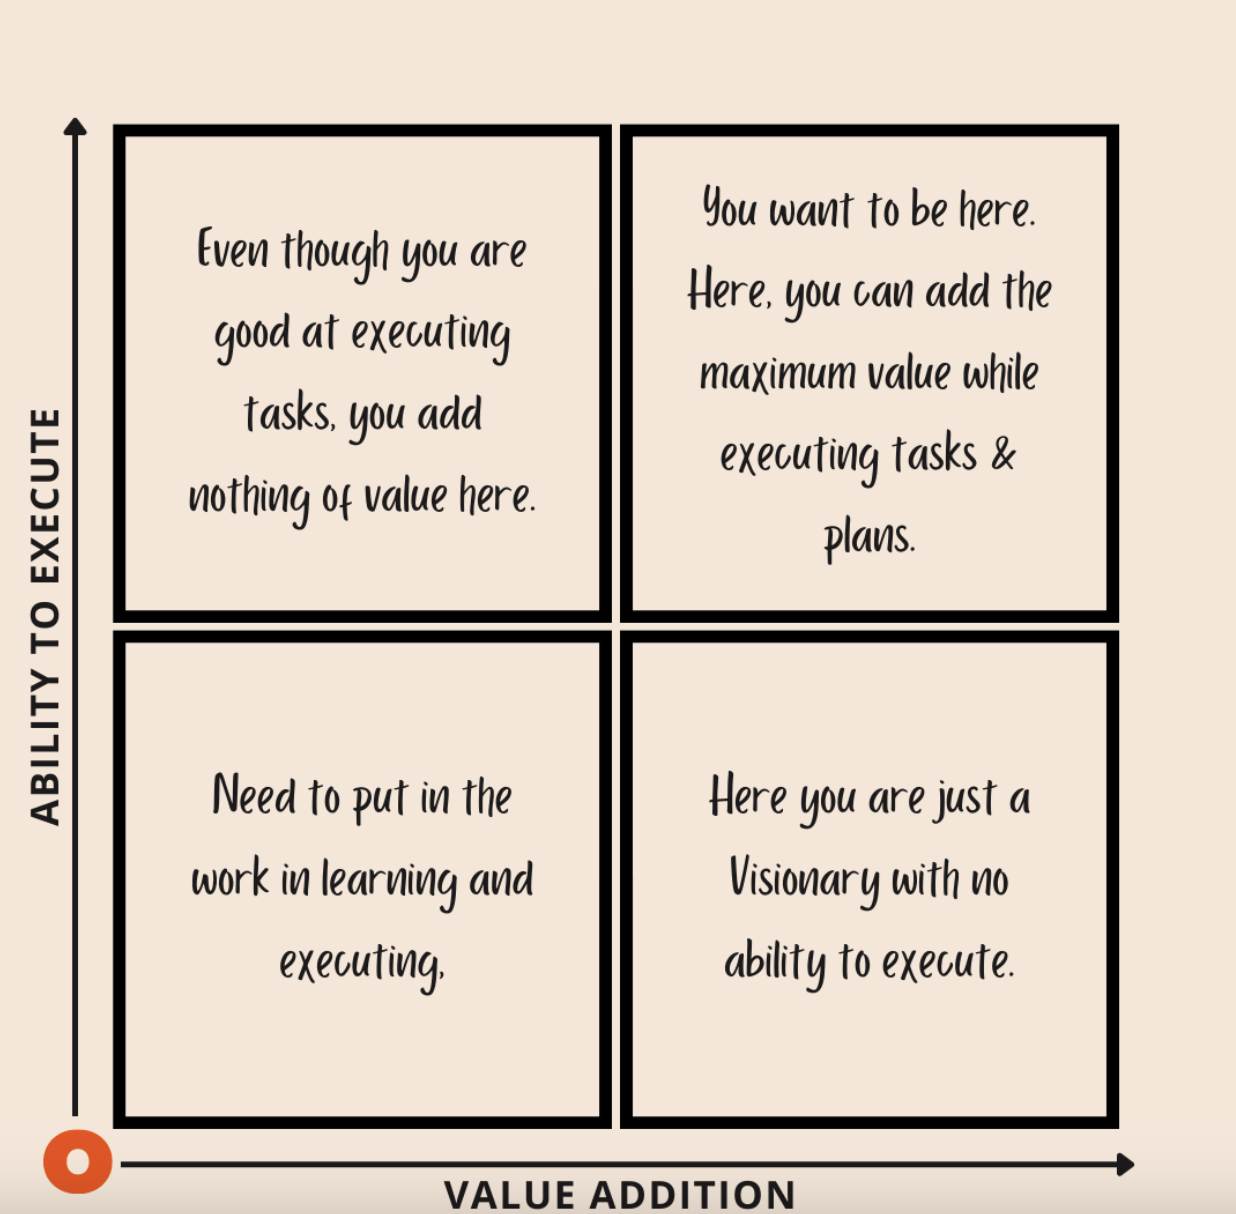 Even though you are
good at executing
tasks, you add
nothing of value here.
You want to be here.
Here, you can add the
maximum value while
executing tasks &
plans.
ABILITY TO EXECUTE
Need to put in the
work in learning and
executing,
Here you are just a
Visionary with no
ability to execute.
O
VALUE ADDITION